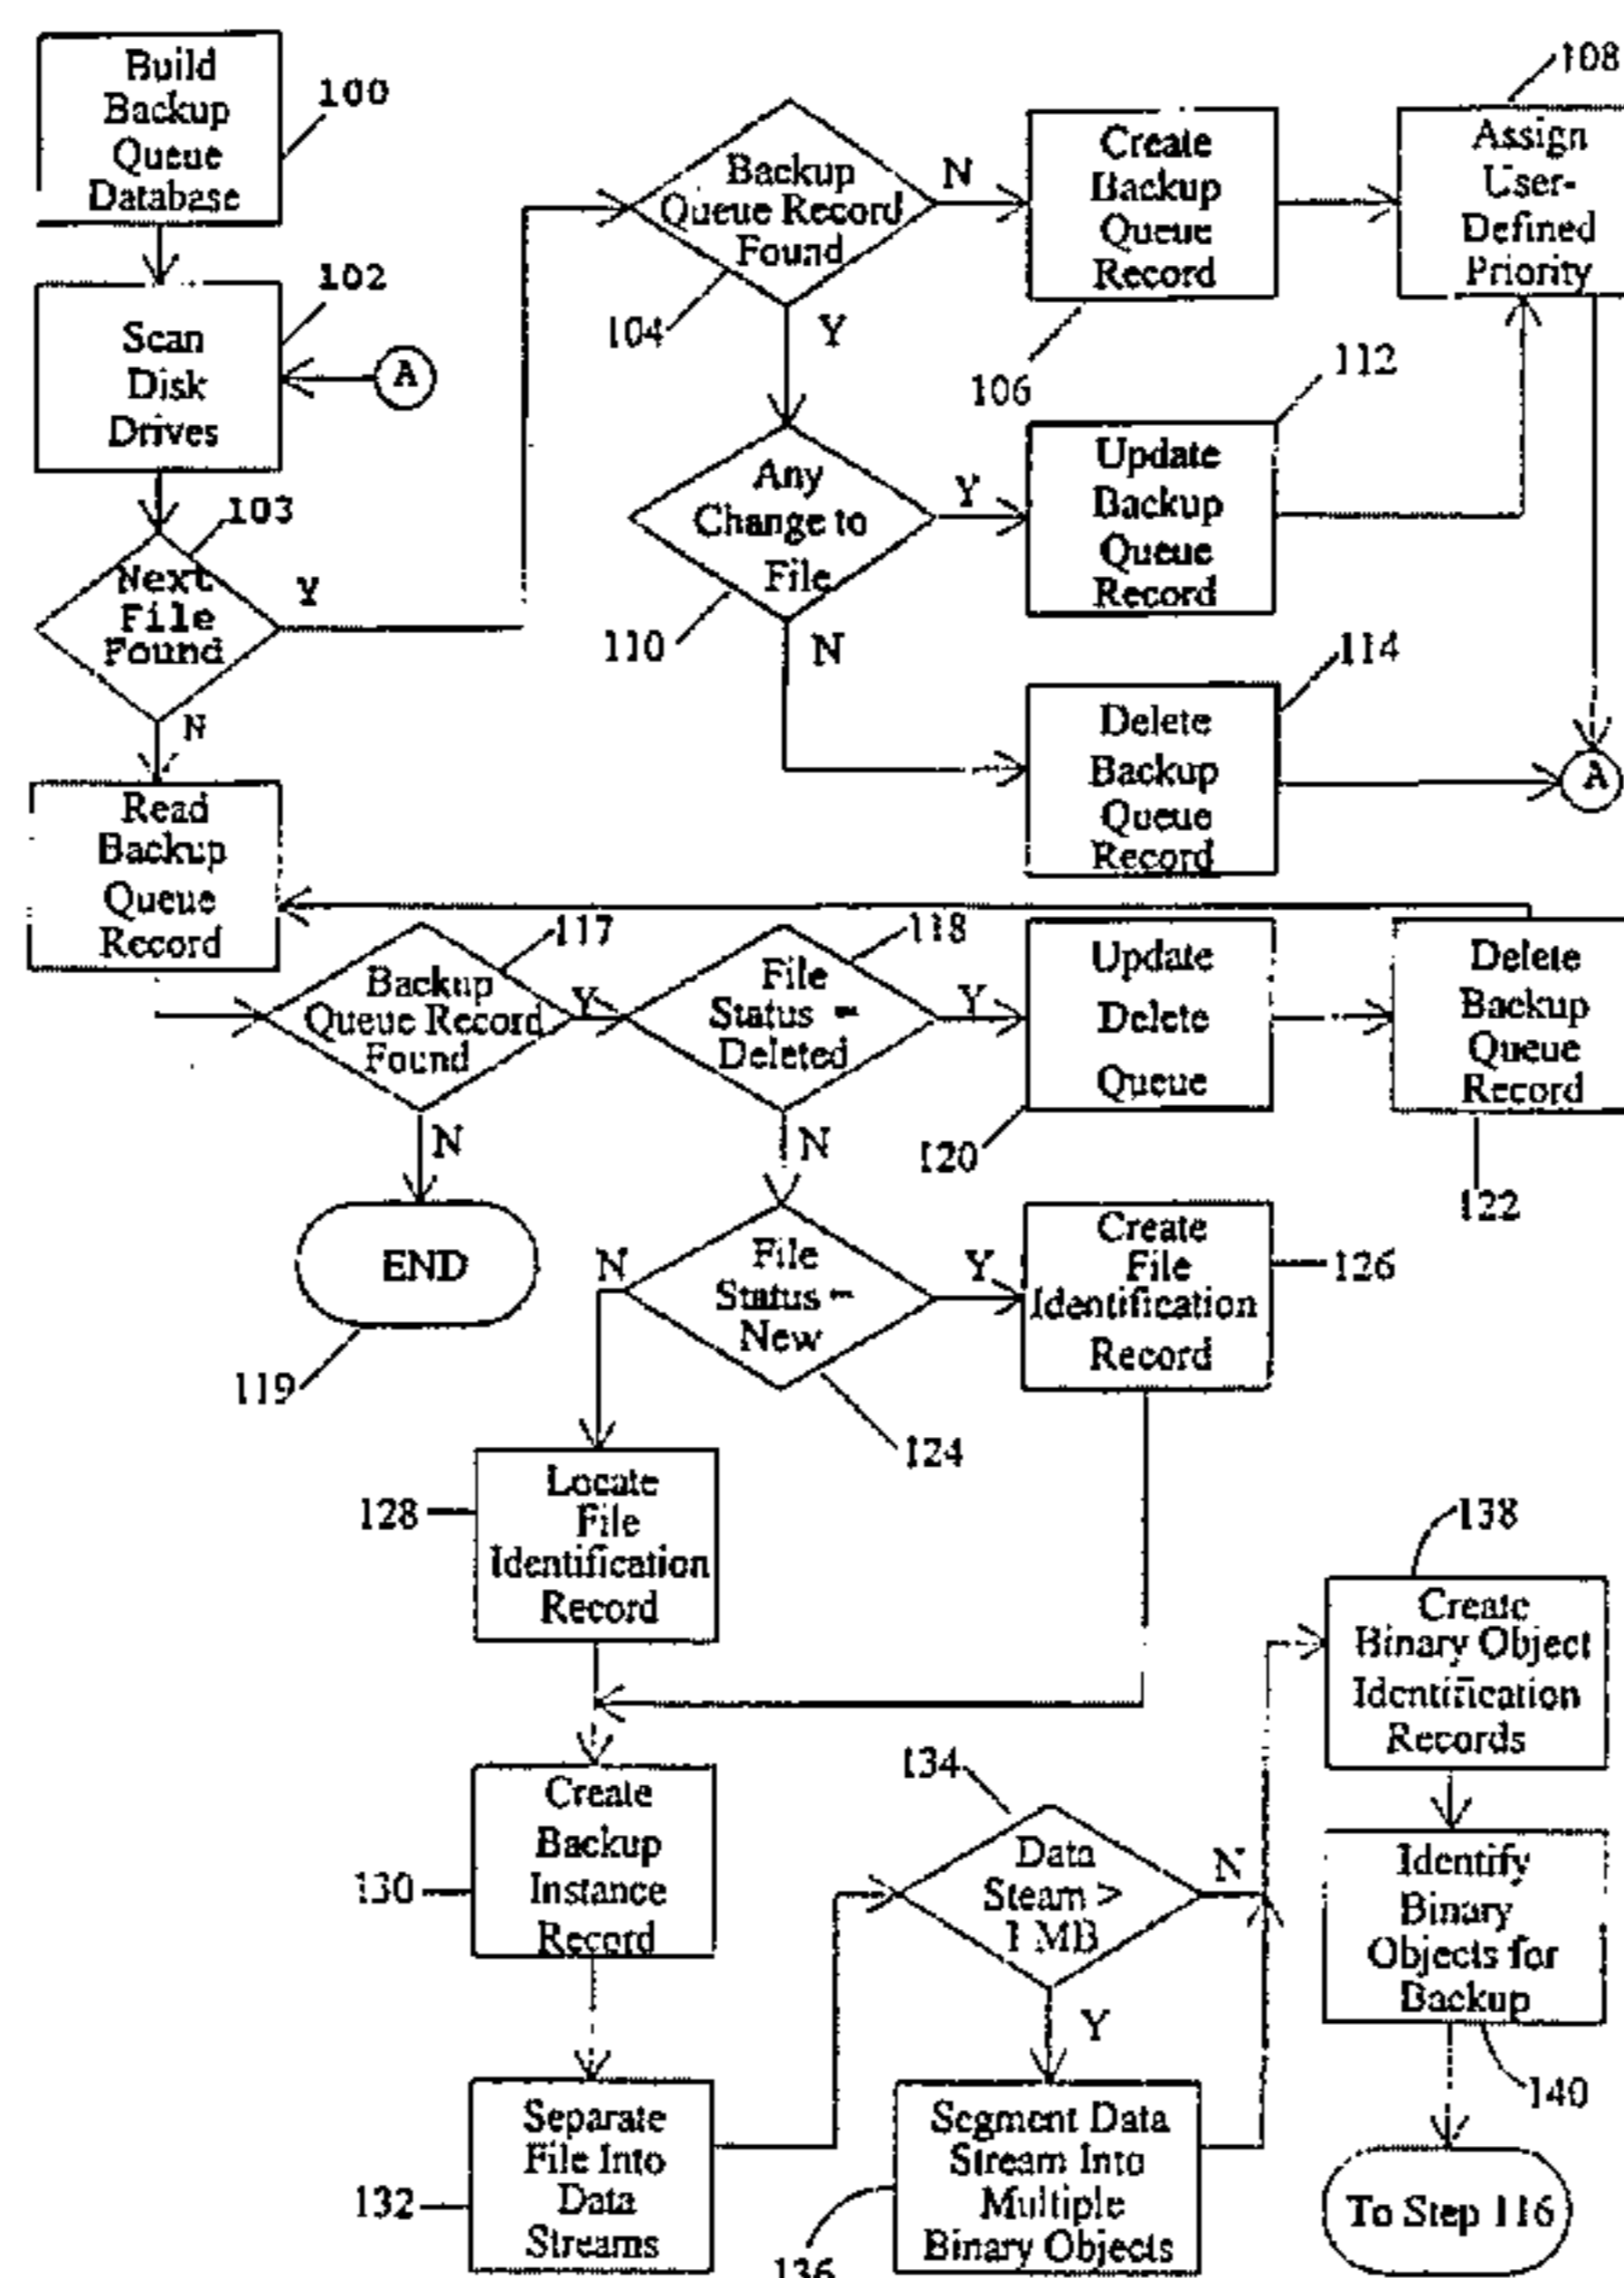 Build
Backup
Queue
Database
100
Scan
Disk
Drives
102
A
Next
File
Found
103
Y
N
Backup
Queue Record
Found
104
N
Y
Create
Backup
Queue
Record
106
Assign
User-
Defined
Priority
108
Any
Change to
File
110
Y
N
Update
Backup
Queue
Record
112
Delete
Backup
Queue
Record
114
A
Read
Backup
Queue
Record
Backup
Queue Record
Found
117
Y
N
END
119
File
Status =
Deleted
118
Y
N
Update
Delete
Queue
120
Delete
Backup
Queue
Record
122
File
Status =
New
124
N
Y
Create
File
Identification
Record
126
Locate
File
Identification
Record
128
Create
Backup
Instance
Record
130
Separate
File Into
Data
Streams
132
Data
Steam >
1 MB
134
N
Y
Segment Data
Stream Into
Multiple
Binary Objects
136
Create
Binary Object
Identification
Records
138
Identify
Binary
Objects for
Backup
140
To Step 116